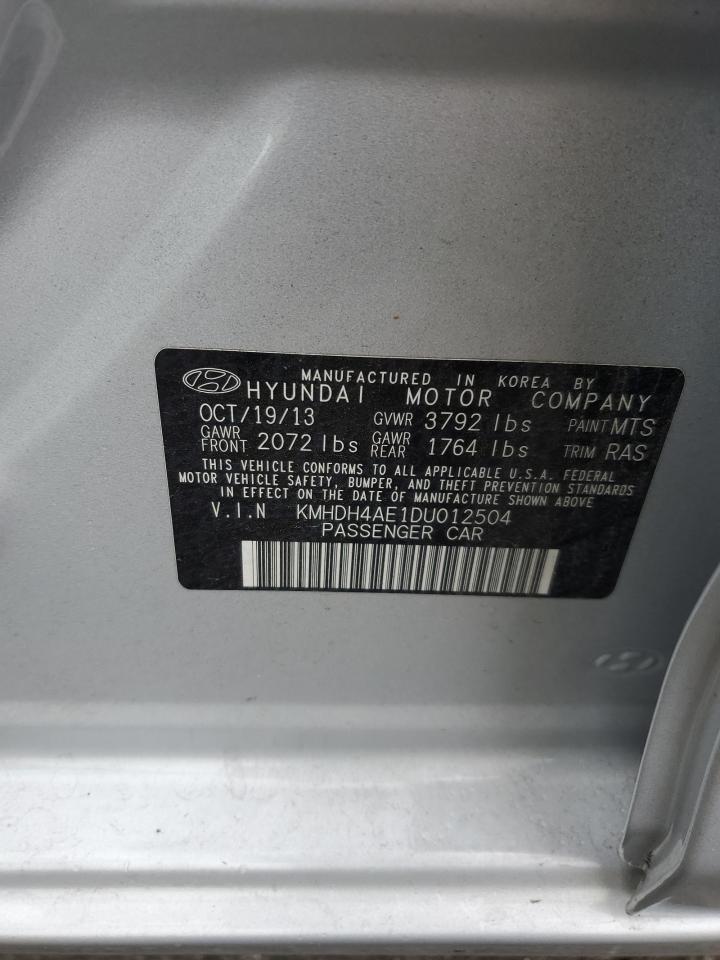 MANUFACTURED IN KOREA BY
HYUNDAI MOTOR COMPANY
OCT/19/13 GVWR 3792 lbs PAINT MTS
GAWR FRONT 2072 lbs GAWR REAR 1764 lbs TRIM RAS
THIS VEHICLE CONFORMS TO ALL APPLICABLE U.S.A. FEDERAL
MOTOR VEHICLE SAFETY, BUMPER, AND THEFT PREVENTION STANDARDS
IN EFFECT ON THE DATE OF MANUFACTURE SHOWN ABOVE
V.I.N KMHDH4AE1DU012504
PASSENGER CAR